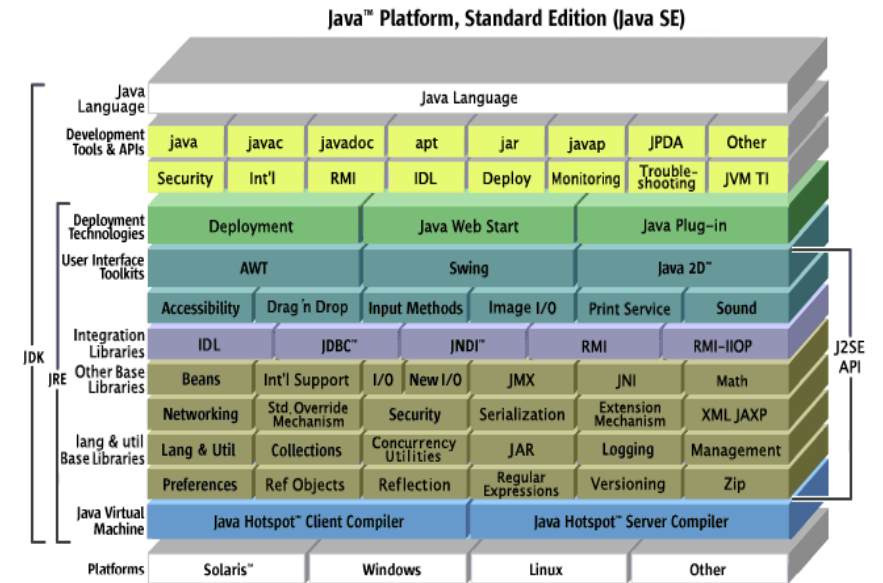 Java™ Platform, Standard Edition (Java SE)
Java Language
Java Language
Development Tools & APIs
java javac javadoc apt jar javap JPDA Other
Security Int'l RMI IDL Deploy Monitoring Trouble-shooting JVM TI
Deployment Technologies
Deployment Java Web Start Java Plug-in
User Interface Toolkits
AWT Swing Java 2D™
Accessibility Drag 'n Drop Input Methods Image I/O Print Service Sound
Integration Libraries
IDL JDBC™ JNDI™ RMI RMI-IIOP
JDK
JRE
J2SE API
Other Base Libraries
Beans Int'l Support I/O New I/O JMX JNI Math
Networking Std. Override Mechanism Security Serialization Extension Mechanism XML JAXP
lang & util Base Libraries
Lang & Util Collections Concurrency Utilities JAR Logging Management
Preferences Ref Objects Reflection Regular Expressions Versioning Zip
Java Virtual Machine
Java Hotspot™ Client Compiler Java Hotspot™ Server Compiler
Platforms
Solaris™ Windows Linux Other